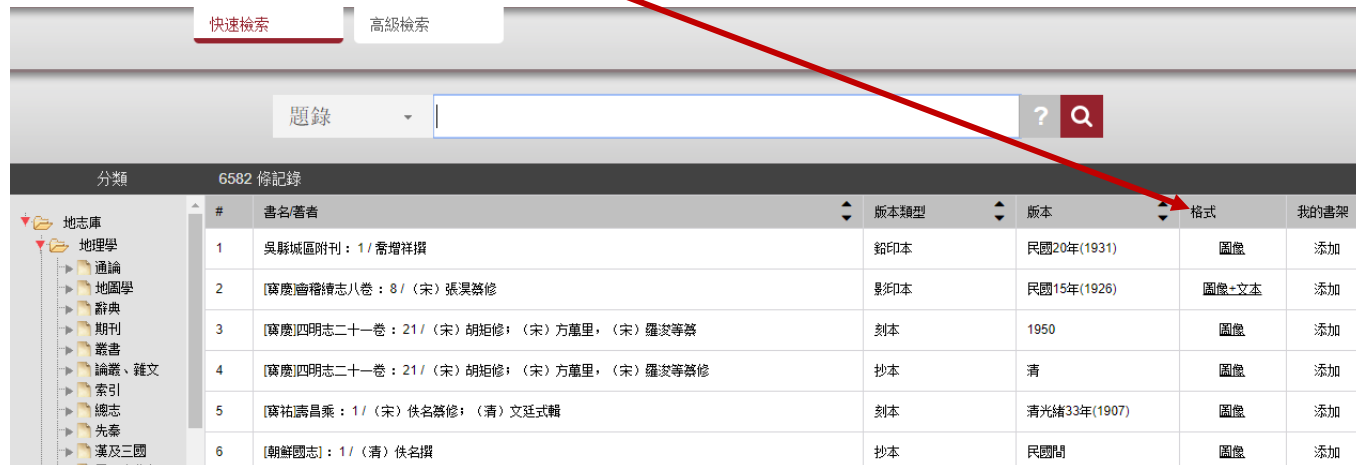 快速檢索 高級檢索
題錄 ?
分類 6582 條記錄
地志庫
地理學
通論
地圖學
辭典
期刊
叢書
論叢、雜文
索引
總志
先秦
漢及三國
# 書名/著者 版本類型 版本 格式 我的書架
1 吳縣城區附刊：1/喬增祥撰 鉛印本 民國20年(1931) 圖像 添加
2 [寳慶]會稽續志八卷：8/（宋）張淏纂修 影印本 民國15年(1926) 圖像+文本 添加
3 [寳慶]四明志二十一卷：21/（宋）胡矩修；（宋）方萬里，（宋）羅浚等纂 刻本 1950 圖像 添加
4 [寳慶]四明志二十一卷：21/（宋）胡矩修；（宋）方萬里，（宋）羅浚等纂修 抄本 清 圖像 添加
5 [寳祐]壽昌乘：1/（宋）佚名纂修；（清）文廷式輯 刻本 清光緒33年(1907) 圖像 添加
6 [朝鮮國志]：1/（清）佚名撰 抄本 民國間 圖像 添加